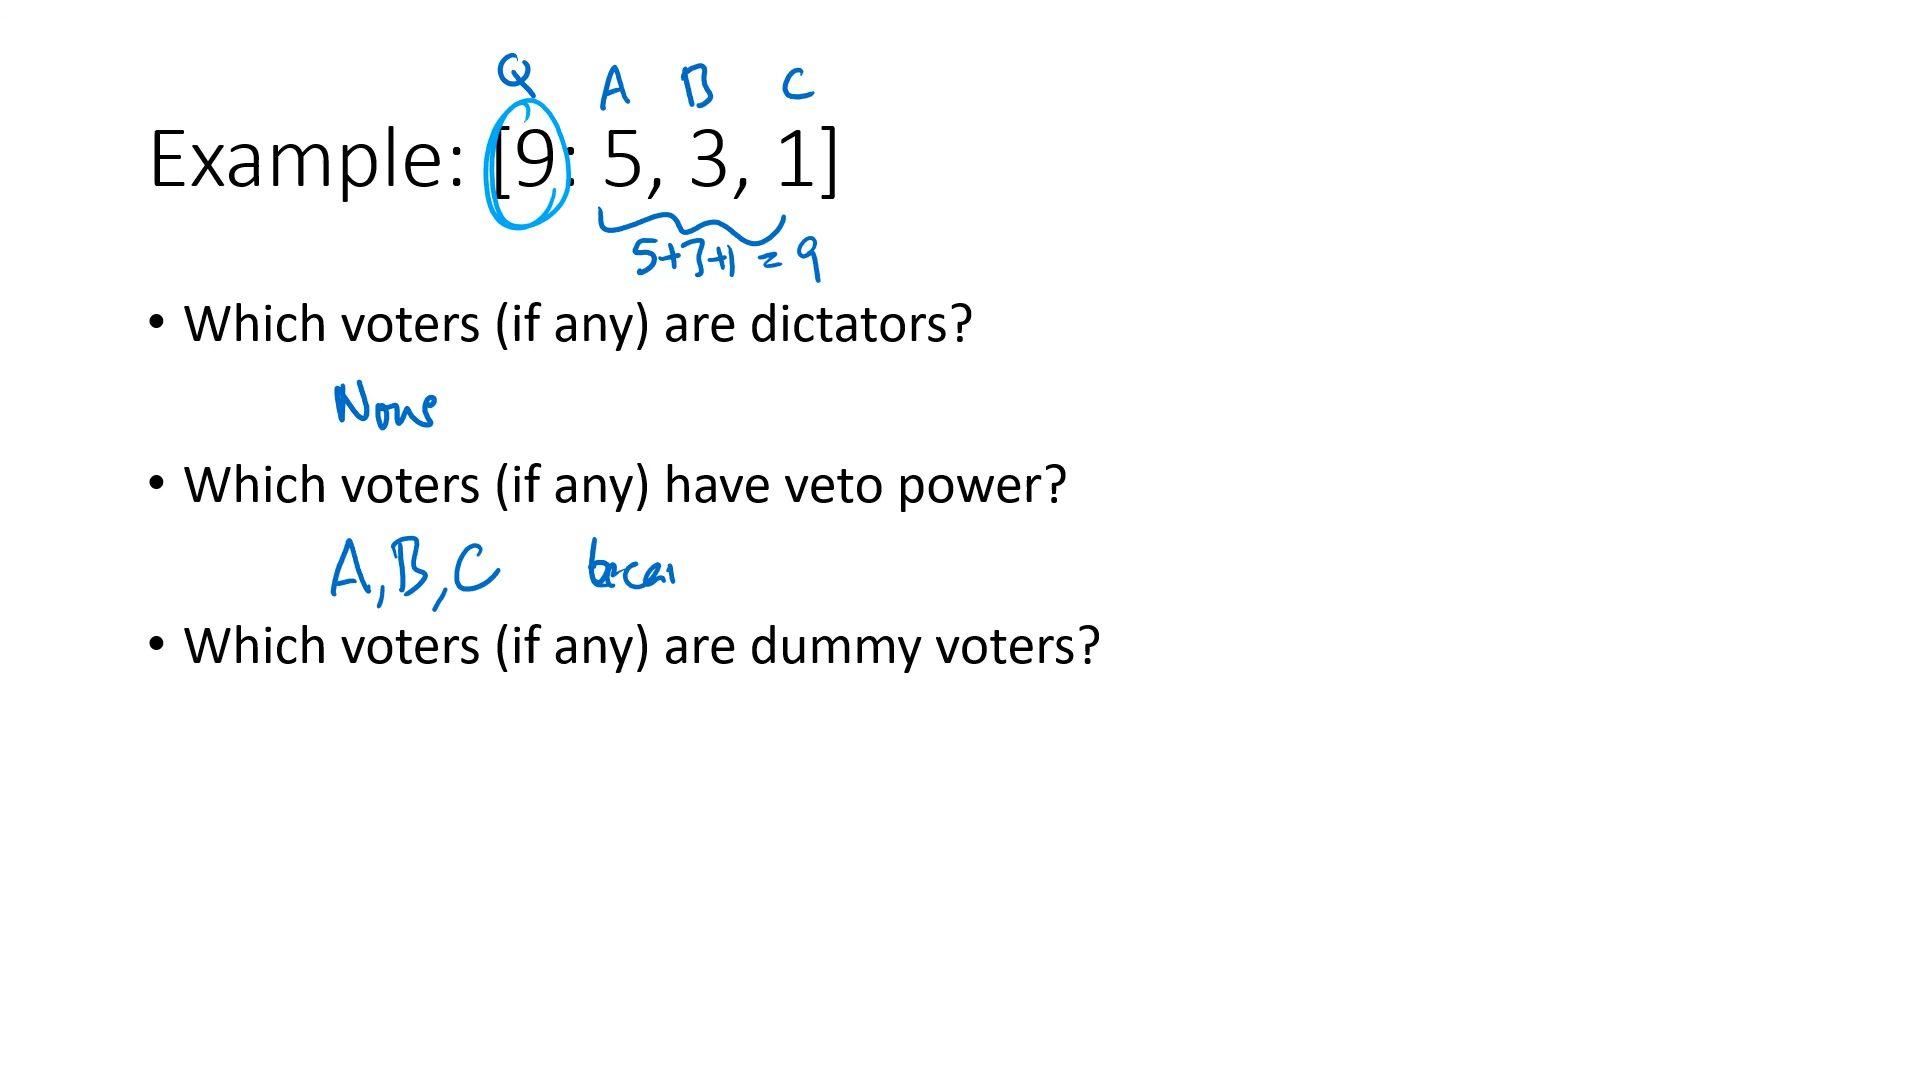 Q A B C
Example: [9: 5, 3, 1]
5+3+1 = 9
• Which voters (if any) are dictators?
None
• Which voters (if any) have veto power?
A, B, C becau
• Which voters (if any) are dummy voters?